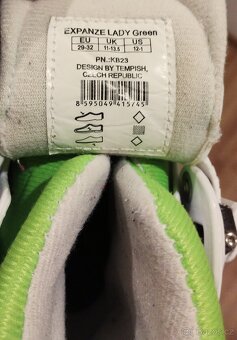 EXPANZE LADY Green
EU UK US
29-32 11-13.5 12-1
PN.:KB23
DESIGN BY TEMPISH,
CZECH REPUBLIC
8595049415745